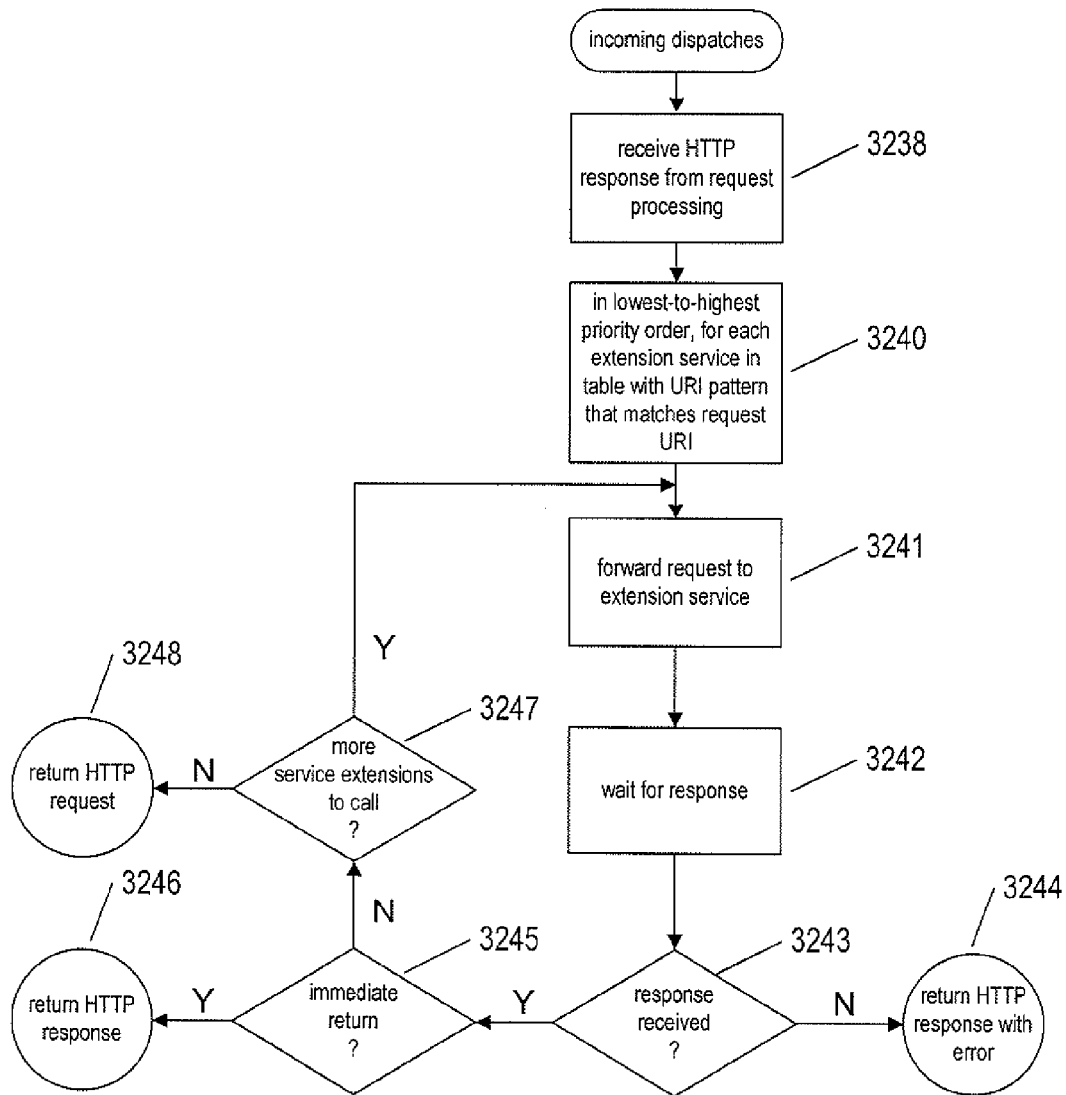 incoming dispatches
receive HTTP
response from request
processing
3238
in lowest-to-highest
priority order, for each
extension service in
table with URI pattern
that matches request
URI
3240
forward request to
extension service
3241
wait for response
3242
response
received
?
3243
N
return HTTP
response with
error
3244
Y
immediate
return
?
3245
Y
return HTTP
response
3246
N
more
service extensions
to call
?
3247
Y
N
return HTTP
request
3248